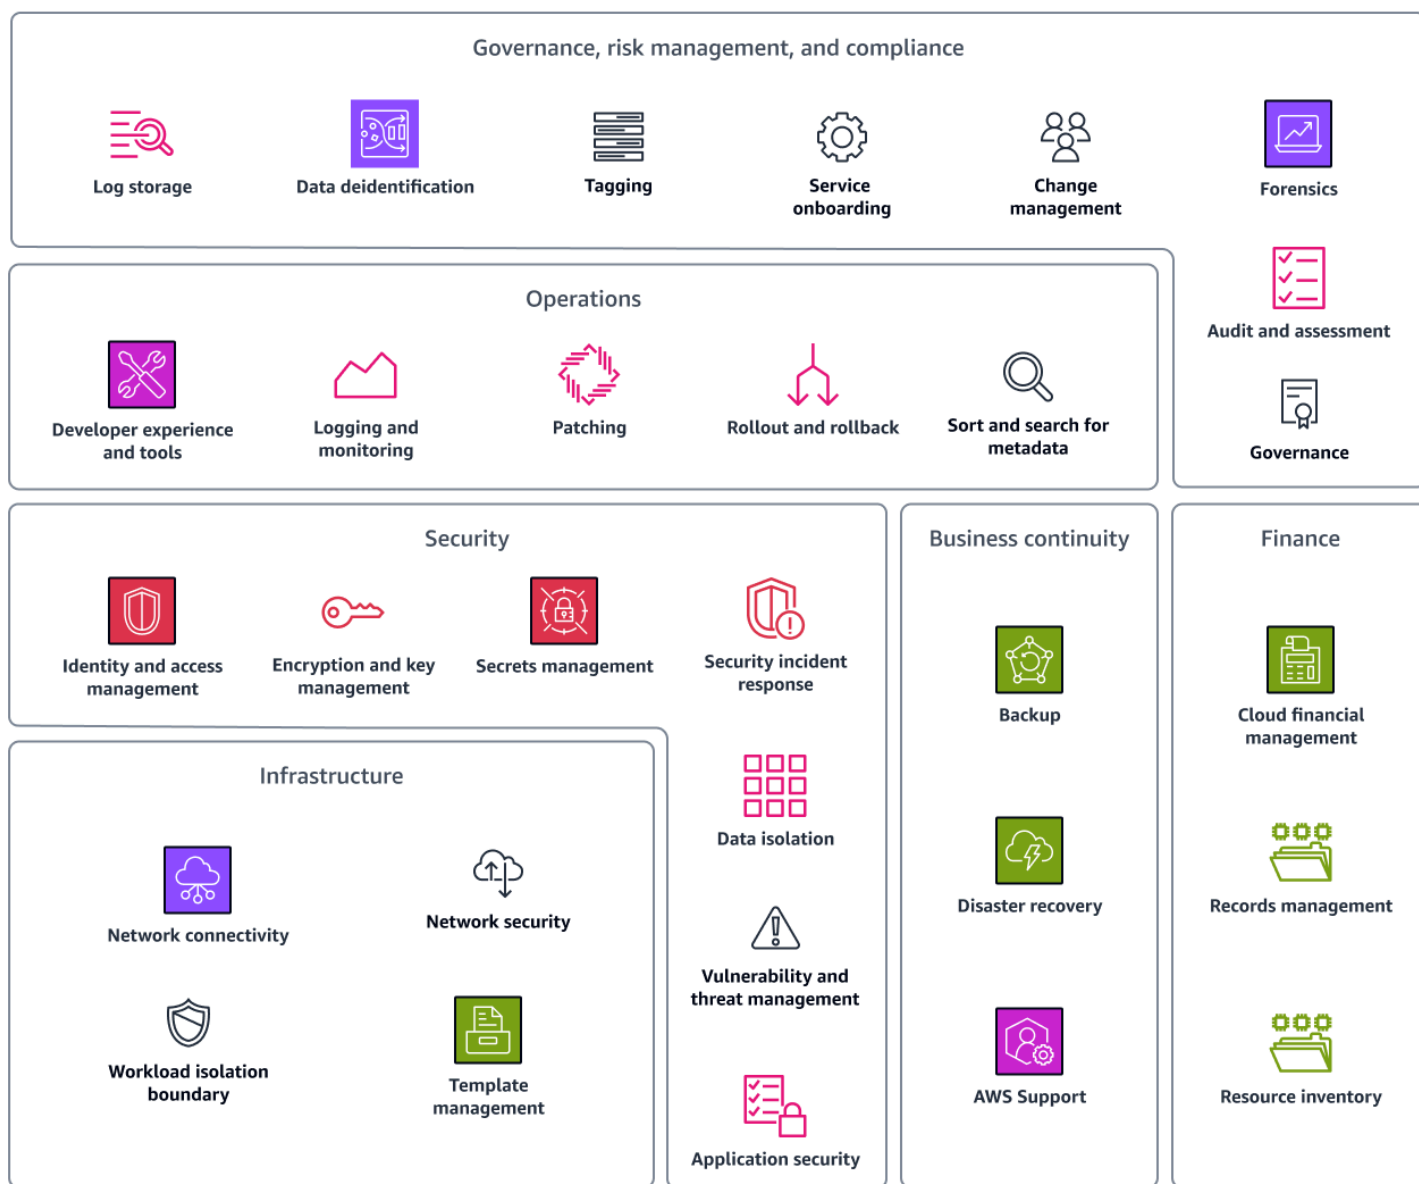 Governance, risk management, and compliance
Log storage
Data deidentification
Tagging
Service
onboarding
Change
management
Forensics
Audit and assessment
Governance
Operations
Developer experience
and tools
Logging and
monitoring
Patching
Rollout and rollback
Sort and search for
metadata
Security
Identity and access
management
Encryption and key
management
Secrets management
Security incident
response
Data isolation
Vulnerability and
threat management
Application security
Infrastructure
Network connectivity
Network security
Workload isolation
boundary
Template
management
Business continuity
Backup
Disaster recovery
AWS Support
Finance
Cloud financial
management
Records management
Resource inventory